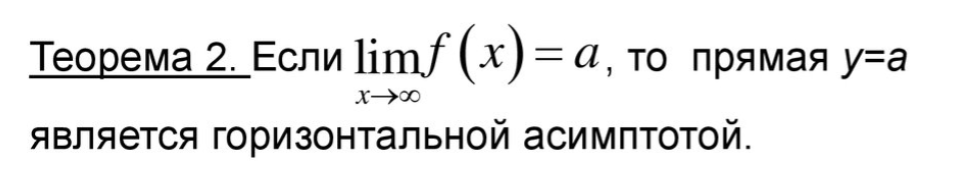 Теорема 2. Если lim f(x) = a, то прямая y=a
x→∞
является горизонтальной асимптотой.